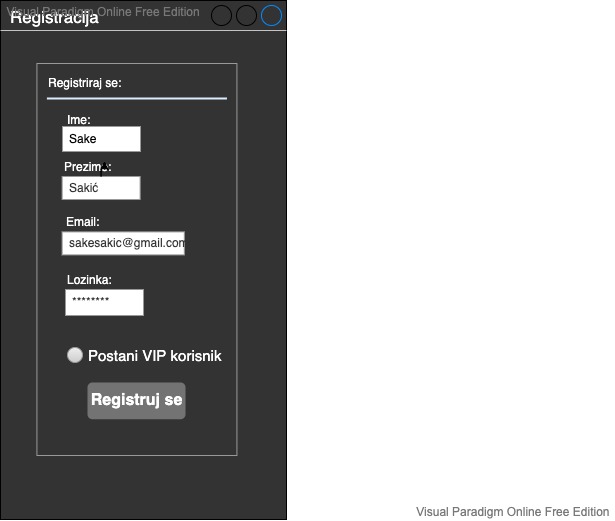 Visual Paradigm Online Free Edition
Registracija
Registriraj se:
Ime:
Sake
Prezime:
Sakić
Email:
sakesakic@gmail.com
Lozinka:
********
Postani VIP korisnik
Registruj se
Visual Paradigm Online Free Edition